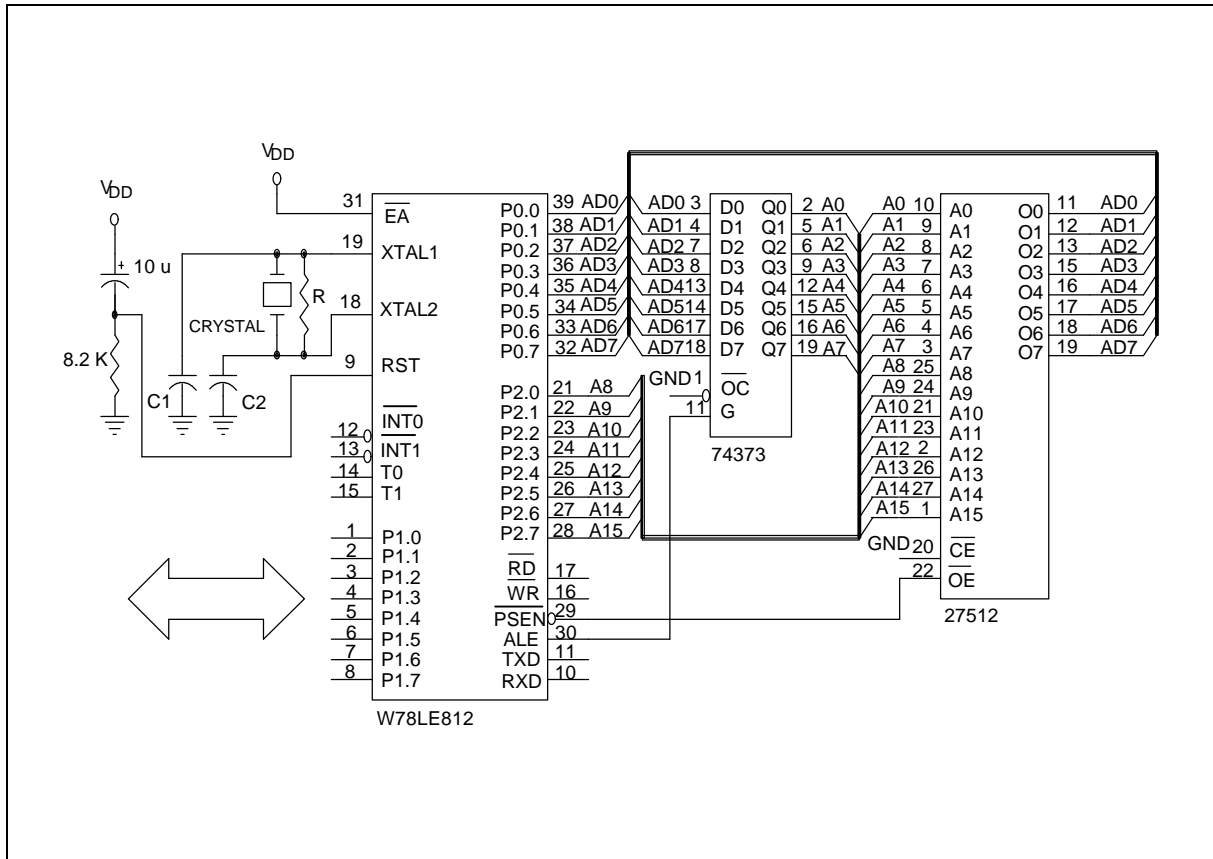 VDD
VDD
10 u
8.2 K
C1
C2
CRYSTAL
R
31 EA
19 XTAL1
18 XTAL2
9 RST
12 INT0
13 INT1
14 T0
15 T1
1 P1.0
2 P1.1
3 P1.2
4 P1.3
5 P1.4
6 P1.5
7 P1.6
8 P1.7
P0.0 39 AD0
P0.1 38 AD1
P0.2 37 AD2
P0.3 36 AD3
P0.4 35 AD4
P0.5 34 AD5
P0.6 33 AD6
P0.7 32 AD7
P2.0 21 A8
P2.1 22 A9
P2.2 23 A10
P2.3 24 A11
P2.4 25 A12
P2.5 26 A13
P2.6 27 A14
P2.7 28 A15
RD 17
WR 16
PSEN 29
ALE 30
TXD 11
RXD 10
W78LE812
AD0 3 D0 Q0 2 A0
AD1 4 D1 Q1 5 A1
AD2 7 D2 Q2 6 A2
AD3 8 D3 Q3 9 A3
AD4 13 D4 Q4 12 A4
AD5 14 D5 Q5 15 A5
AD6 17 D6 Q6 16 A6
AD7 18 D7 Q7 19 A7
GND 1 OC
11 G
74373
A0 10 A0 O0 11 AD0
A1 9 A1 O1 12 AD1
A2 8 A2 O2 13 AD2
A3 7 A3 O3 15 AD3
A4 6 A4 O4 16 AD4
A5 5 A5 O5 17 AD5
A6 4 A6 O6 18 AD6
A7 3 A7 O7 19 AD7
A8 25 A8
A9 24 A9
A10 21 A10
A11 23 A11
A12 2 A12
A13 26 A13
A14 27 A14
A15 1 A15
GND 20 CE
22 OE
27512